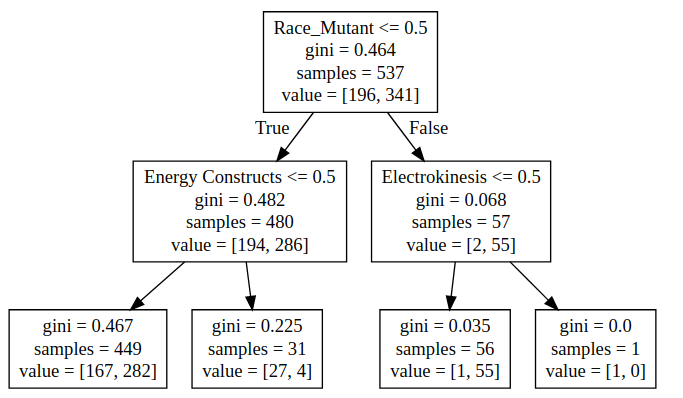 Race_Mutant <= 0.5
gini = 0.464
samples = 537
value = [196, 341]
True
False
Energy Constructs <= 0.5
gini = 0.482
samples = 480
value = [194, 286]
Electrokinesis <= 0.5
gini = 0.068
samples = 57
value = [2, 55]
gini = 0.467
samples = 449
value = [167, 282]
gini = 0.225
samples = 31
value = [27, 4]
gini = 0.035
samples = 56
value = [1, 55]
gini = 0.0
samples = 1
value = [1, 0]